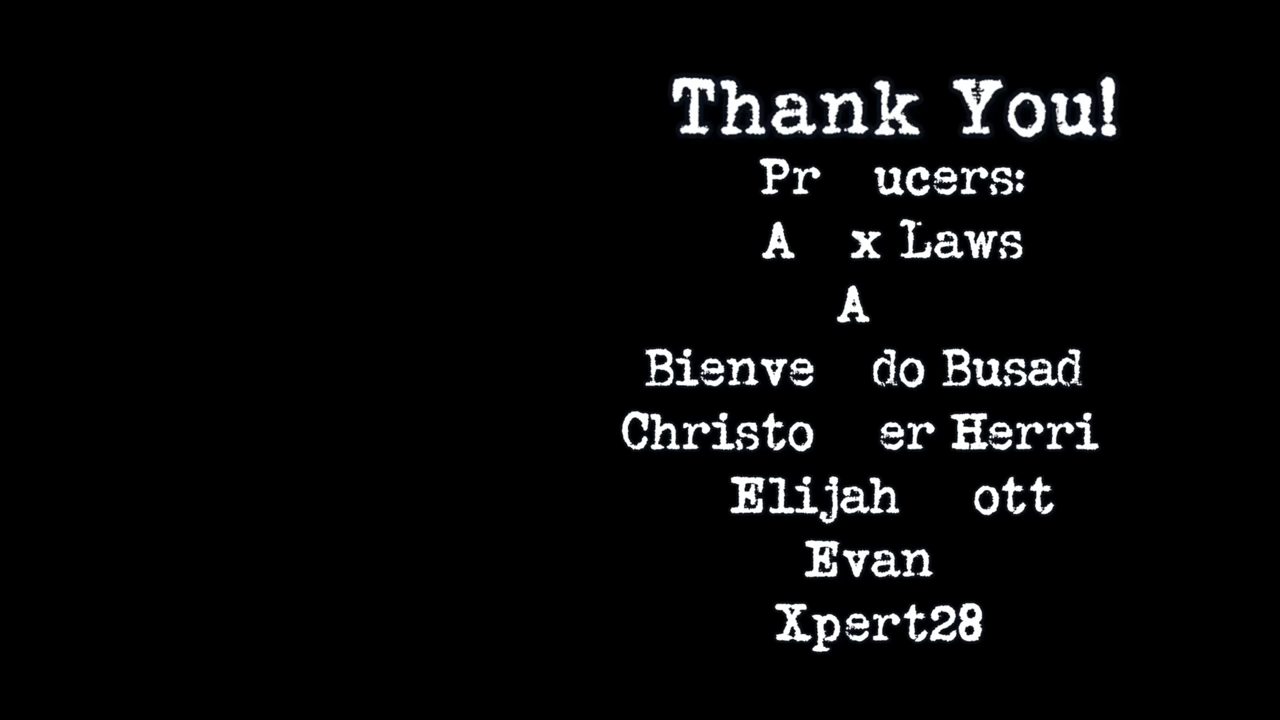 Thank You!
Pr ucers:
A x Laws
A
Bienve do Busad
Christo er Herri
Elijah ott
Evan
Xpert28